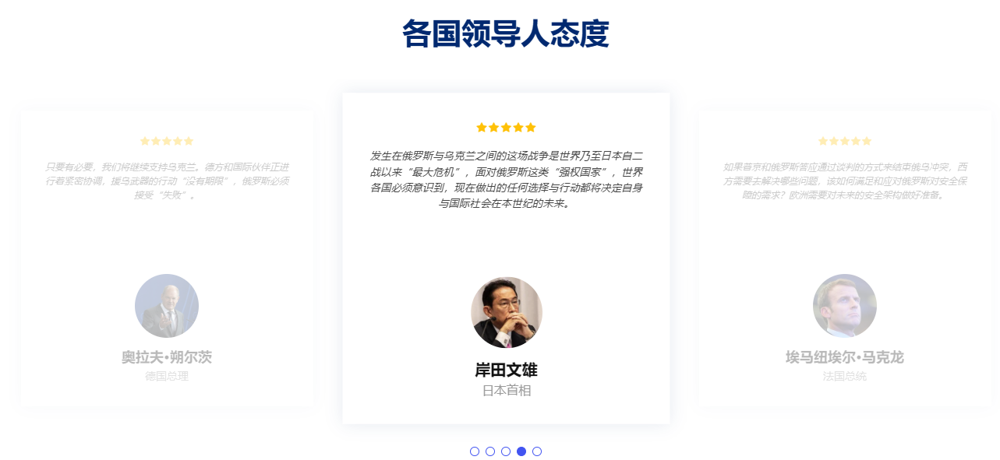 各国领导人态度
只要有必要，我们将继续支持乌克兰。德方和国际伙伴正进
行着紧密协调，援乌武器的行动“没有期限”，俄罗斯必须
接受“失败”。
奥拉夫•朔尔茨
德国总理
发生在俄罗斯与乌克兰之间的这场战争是世界乃至日本自二
战以来“最大危机”，面对俄罗斯这类“强权国家”，世界
各国必须意识到，现在做出的任何选择与行动都将决定自身
与国际社会在本世纪的未来。
岸田文雄
日本首相
如果普京和俄罗斯答应通过谈判的方式来结束俄乌冲突，西
方需要去解决哪些问题，该如何满足和应对俄罗斯对安全保
障的需求？欧洲需要对未来的安全架构做好准备。
埃马纽埃尔•马克龙
法国总统